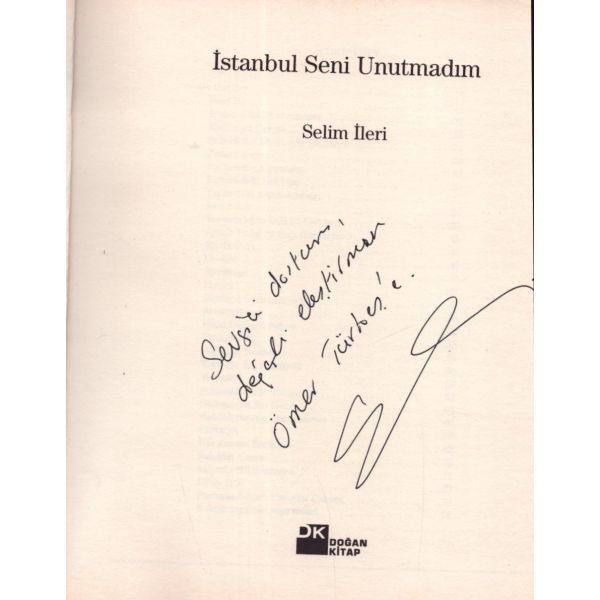 İstanbul Seni Unutmadım
Selim İleri
Sevgili dostum,
değerli eleştirmen
Ömer Türkeş'e.
DK
DOĞAN
KİTAP